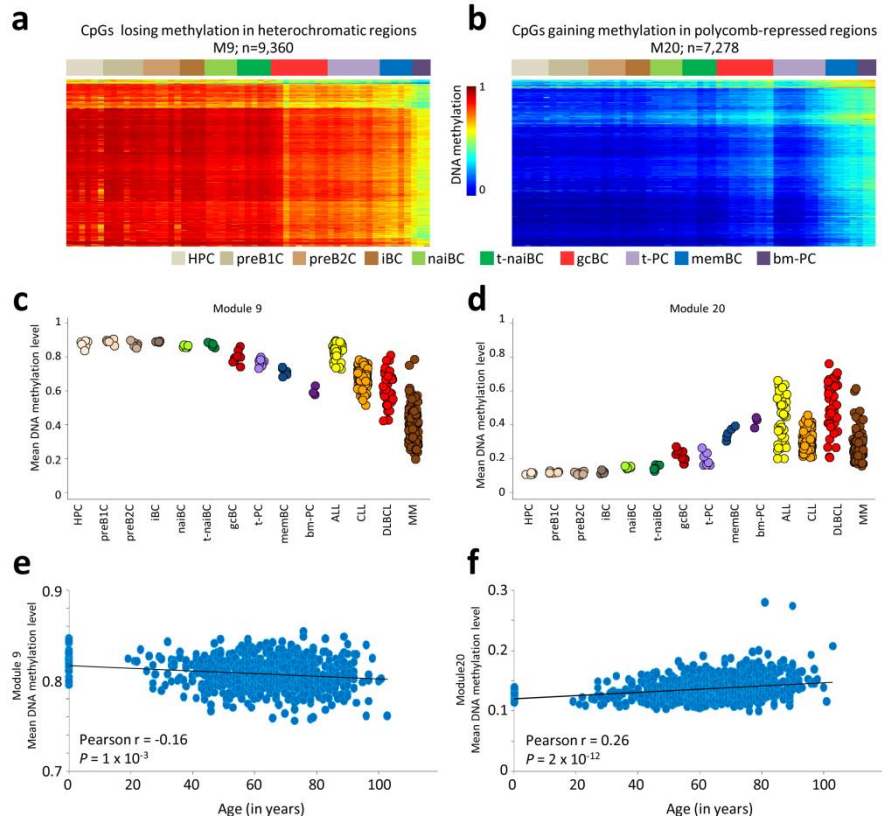 a
CpGs losing methylation in heterochromatic regions
M9; n=9,360
b
CpGs gaining methylation in polycomb-repressed regions
M20; n=7,278
1
DNA methylation
0
HPC preB1C preB2C iBC naiBC t-naiBC gcBC t-PC memBC bm-PC
c
Module 9
Mean DNA methylation level
1
0.8
0.6
0.4
0.2
0
HPC preB1C preB2C iBC naiBC t-naiBC gcBC t-PC memBC bm-PC ALL CLL DLBCL MM
d
Module 20
Mean DNA methylation level
1
0.8
0.6
0.4
0.2
0
HPC preB1C preB2C iBC naiBC t-naiBC gcBC t-PC memBC bm-PC ALL CLL DLBCL MM
e
Module 9
Mean DNA methylation level
0.9
0.8
0.7
Pearson r = -0.16
P = 1 x 10-3
0 20 40 60 80 100
Age (in years)
f
Module20
Mean DNA methylation level
0.3
0.2
0.1
0
Pearson r = 0.26
P = 2 x 10-12
0 20 40 60 80 100
Age (in years)